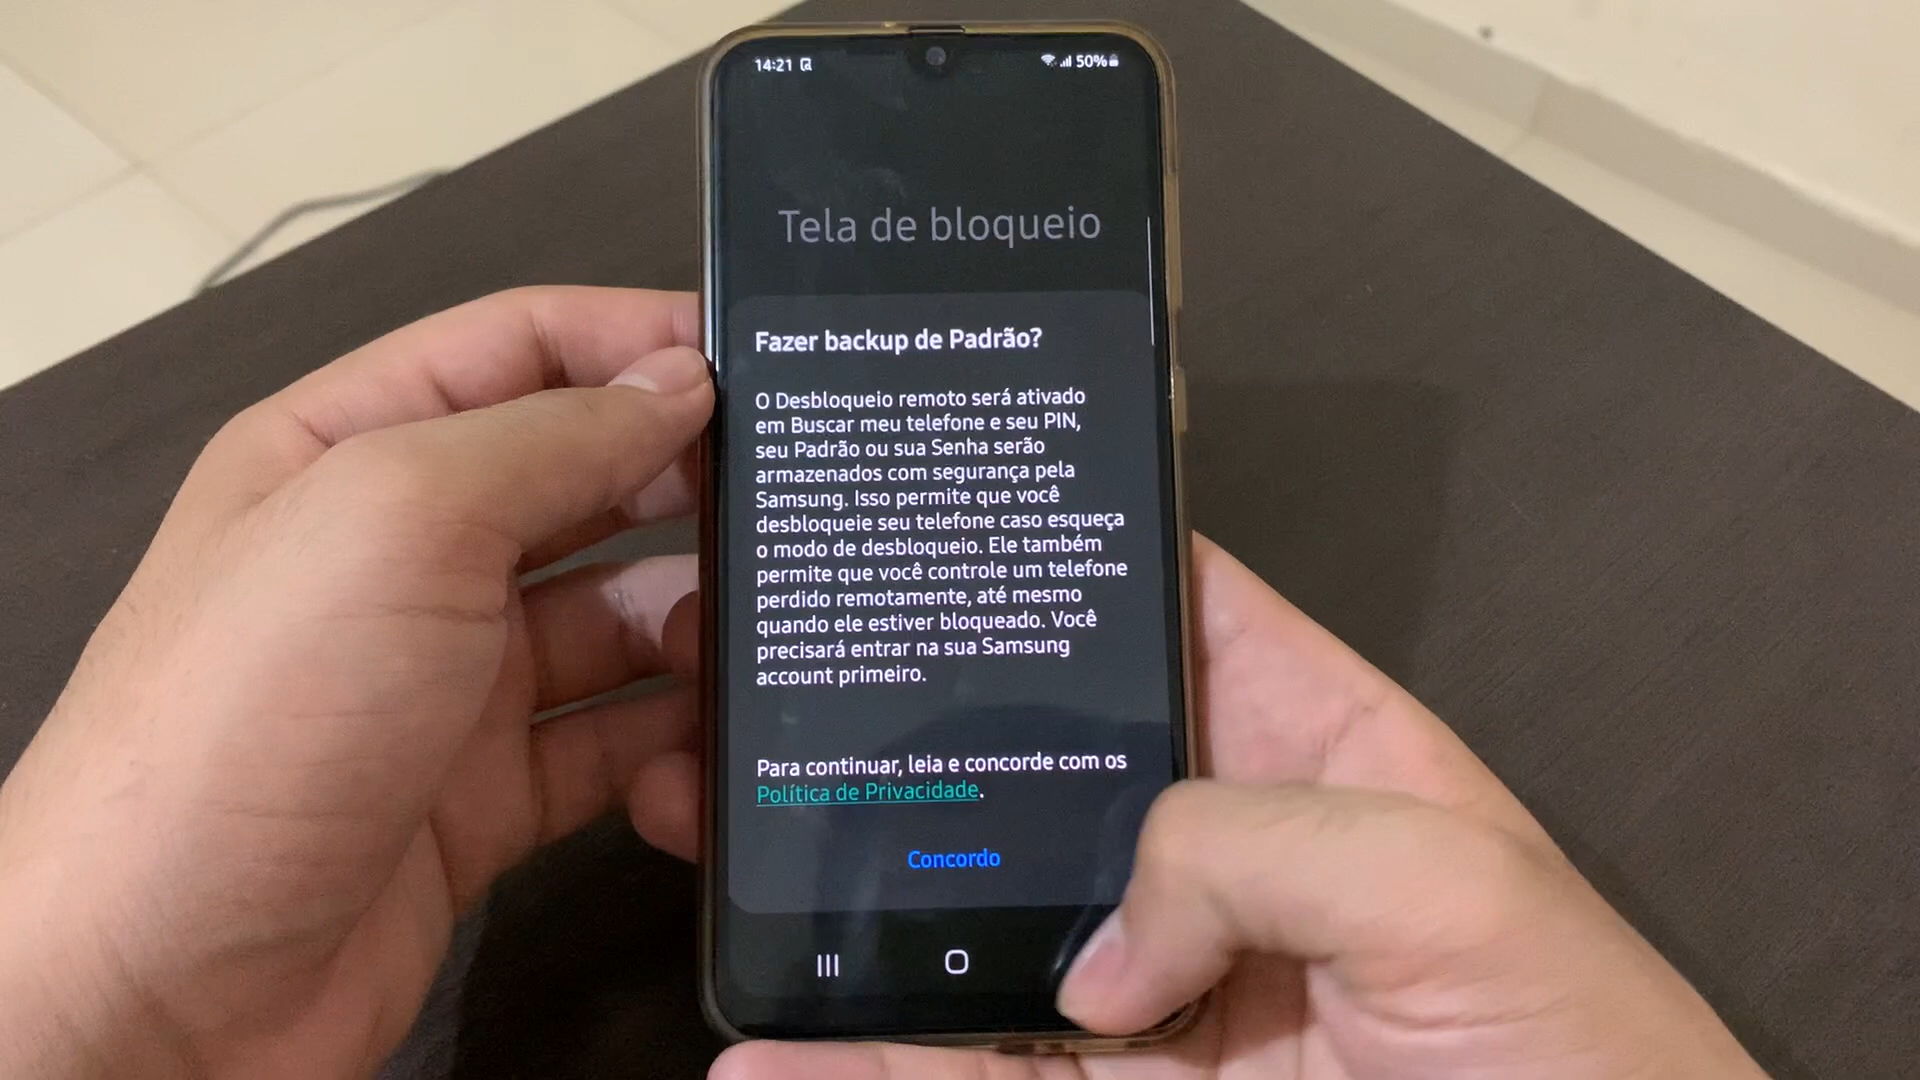 14:21
50%
Tela de bloqueio
Fazer backup de Padrão?
O Desbloqueio remoto será ativado
em Buscar meu telefone e seu PIN,
seu Padrão ou sua Senha serão
armazenados com segurança pela
Samsung. Isso permite que você
desbloqueie seu telefone caso esqueça
o modo de desbloqueio. Ele também
permite que você controle um telefone
perdido remotamente, até mesmo
quando ele estiver bloqueado. Você
precisará entrar na sua Samsung
account primeiro.
Para continuar, leia e concorde com os
Política de Privacidade.
Concordo